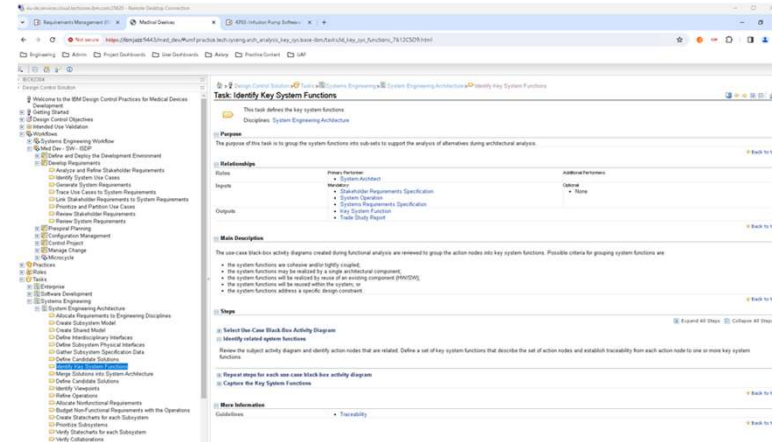 Remote Desktop Connection
Requirements Management
Medical Devices
Not secure
Engineering Admin Project Dashboards User Dashboards
UAF
Design Control Solution
Welcome to the IBM Design Control Practices for Medical Devices
Development
Getting Started
Design Control Objectives
Intended Use Validation
Workflows
Systems Engineering Workflow
Med Dev - SW - ISDP
Define and Deploy the Development Environment
Develop Requirements
Analyze and Refine Stakeholder Requirements
Identify System Use Cases
Generate System Requirements
Trace Use Cases to System Requirements
Link Stakeholder Requirements to System Requirements
Prioritize and Partition Use Cases
Review Stakeholder Requirements
Review System Requirements
Prespiral Planning
Configuration Management
Control Project
Manage Change
Microcycle
Practices
Roles
Tasks
Enterprise
Software Development
Systems Engineering
System Engineering Architecture
Allocate Requirements to Engineering Disciplines
Create Subsystem Model
Create Shared Model
Define Interdisciplinary Interfaces
Define Subsystem Physical Interfaces
Gather Subsystem Specification Data
Define Candidate Solutions
Identify Key System Functions
Merge Solutions into System Architecture
Define Candidate Solutions
Identify Viewpoints
Refine Operations
Allocate Nonfunctional Requirements
Budget Non-Functional Requirements with the Operations
Create Statecharts for each Subsystem
Prioritize Subsystems
Verify Statecharts for each Subsystem
Verify Collaborations
Design Control Solution Tasks Systems Engineering System Engineering Architecture Identify Key System Functions
Task: Identify Key System Functions
This task defines the key system functions.
Disciplines: System Engineering Architecture
Purpose
The purpose of this task is to group the system functions into sub-sets to support the analysis of alternatives during architectural analysis.
Back to
Relationships
Roles Primary Performer Additional Performers
System Architect
Inputs Mandatory Optional
Stakeholder Requirements Specification None
System Operation
Systems Requirements Specification
Outputs Key System Function
Trade Study Report
Back to
Main Description
The use-case black-box activity diagrams created during functional analysis are reviewed to group the action nodes into key system functions. Possible criteria for grouping system functions are
the system functions are cohesive and/or tightly coupled,
the system functions may be realized by a single architectural component,
the system functions will be realized by reuse of an existing component (HW/SW),
the system functions will be reused within the system, or
the system functions address a specific design constraint
Back to
Steps
Expand All Steps Collapse All Steps
Select Use Case Black-Box Activity Diagram
Identify related system functions
Review the subject activity diagram and identify action nodes that are related. Define a set of key system functions that describe the set of action nodes and establish traceability from each action node to one or more key system
functions.
Repeat steps for each use case black-box activity diagram
Capture the Key System Functions
Back to
More Information
Guidelines Traceability
Back to